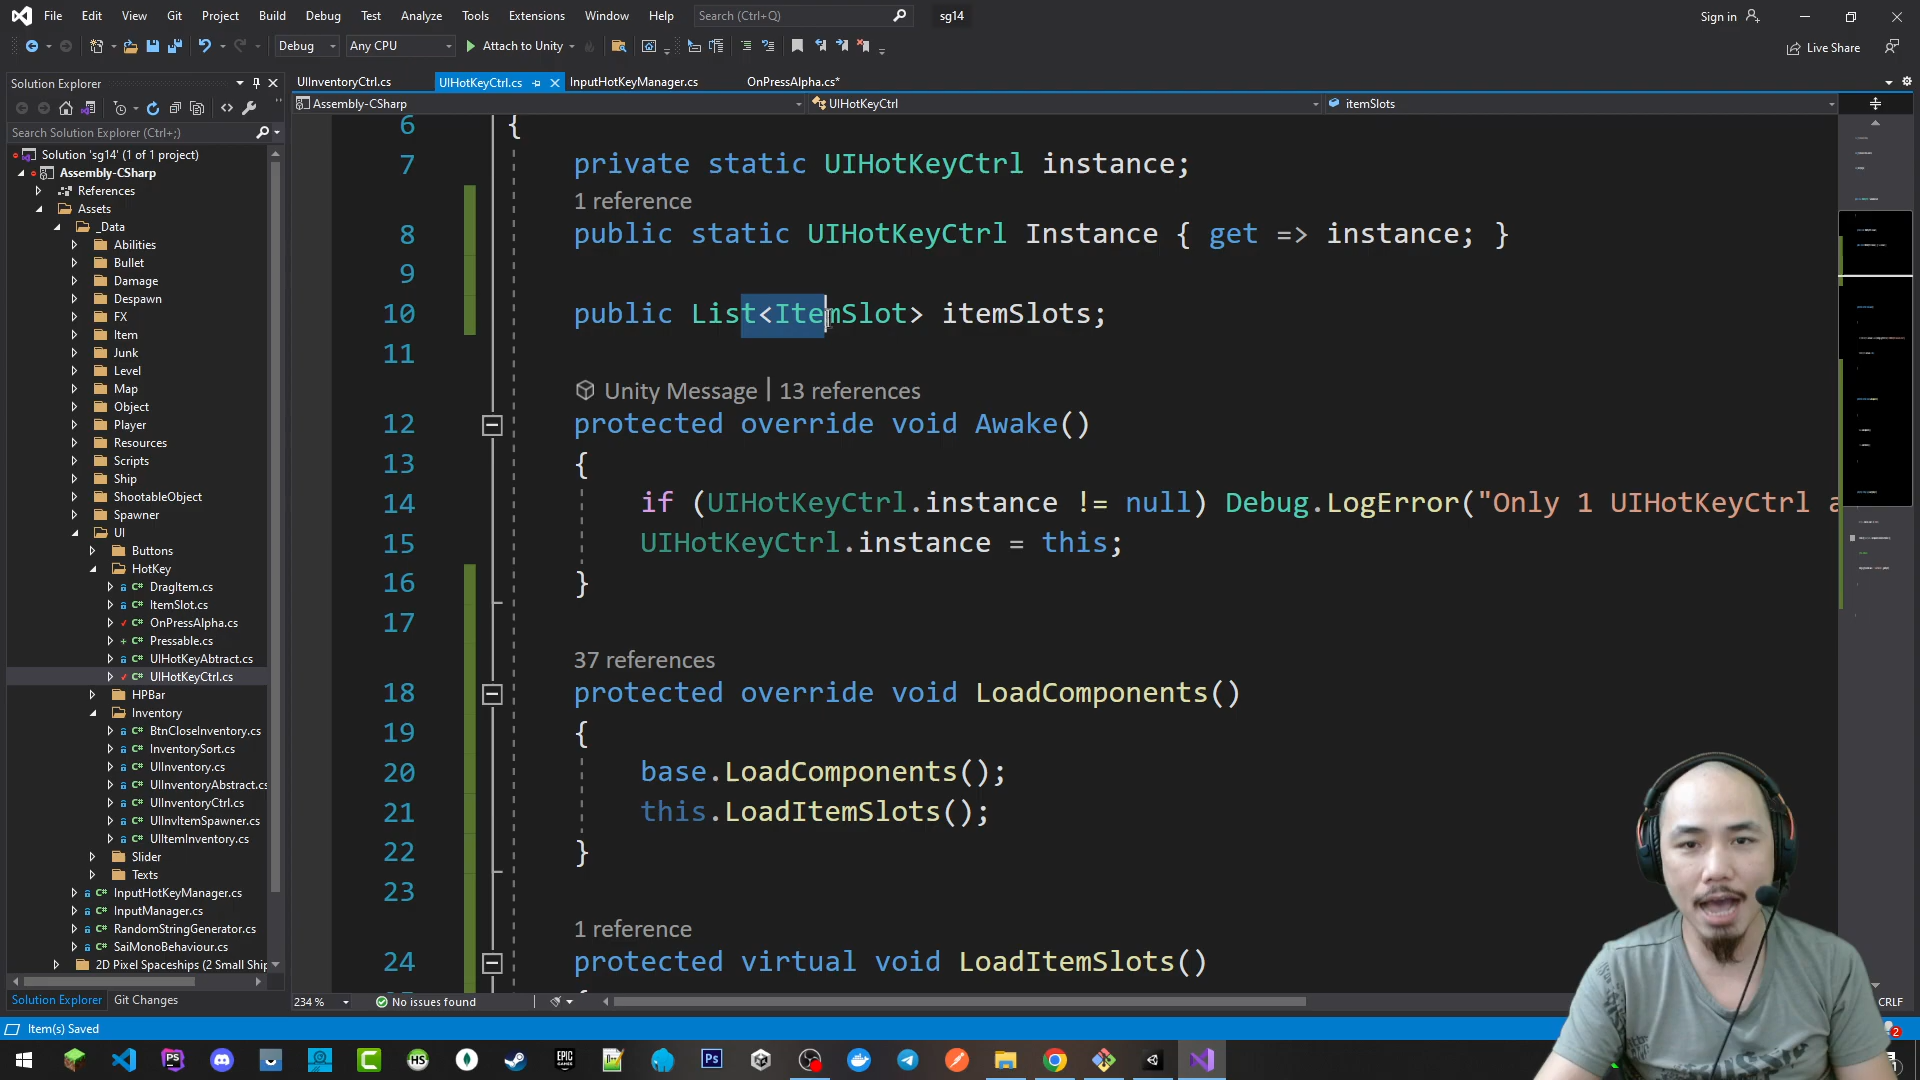 File Edit View Git Project Build Debug Test Analyze Tools Extensions Window Help Search (Ctrl+Q) sg14 Sign in
Debug Any CPU Attach to Unity Live Share
Solution Explorer
UIInventoryCtrl.cs UIHotKeyCtrl.cs InputHotKeyManager.cs OnPressAlpha.cs*
Assembly-CSharp UIHotKeyCtrl itemSlots
Search Solution Explorer (Ctrl+;)
Solution 'sg14' (1 of 1 project)
Assembly-CSharp
References
Assets
_Data
Abilities
Bullet
Damage
Despawn
FX
Item
Junk
Level
Map
Object
Player
Resources
Scripts
Ship
ShootableObject
Spawner
UI
Buttons
HotKey
DragItem.cs
ItemSlot.cs
OnPressAlpha.cs
Pressable.cs
UIHotKeyAbtract.cs
UIHotKeyCtrl.cs
HPBar
Inventory
BtnCloseInventory.cs
InventorySort.cs
UIInventory.cs
UIInventoryAbstract.cs
UIInventoryCtrl.cs
UIInvItemSpawner.cs
UIItemInventory.cs
Slider
Texts
InputHotKeyManager.cs
InputManager.cs
RandomStringGenerator.cs
SaiMonoBehaviour.cs
2D Pixel Spaceships (2 Small Ship
Solution Explorer Git Changes
6 {
7 private static UIHotKeyCtrl instance;
1 reference
8 public static UIHotKeyCtrl Instance { get => instance; }
9
10 public List<ItemSlot> itemSlots;
11
Unity Message | 13 references
12 protected override void Awake()
13 {
14 if (UIHotKeyCtrl.instance != null) Debug.LogError("Only 1 UIHotKeyCtrl a
15 UIHotKeyCtrl.instance = this;
16 }
17
37 references
18 protected override void LoadComponents()
19 {
20 base.LoadComponents();
21 this.LoadItemSlots();
22 }
23
1 reference
24 protected virtual void LoadItemSlots()
234 % No issues found CRLF
Item(s) Saved 2